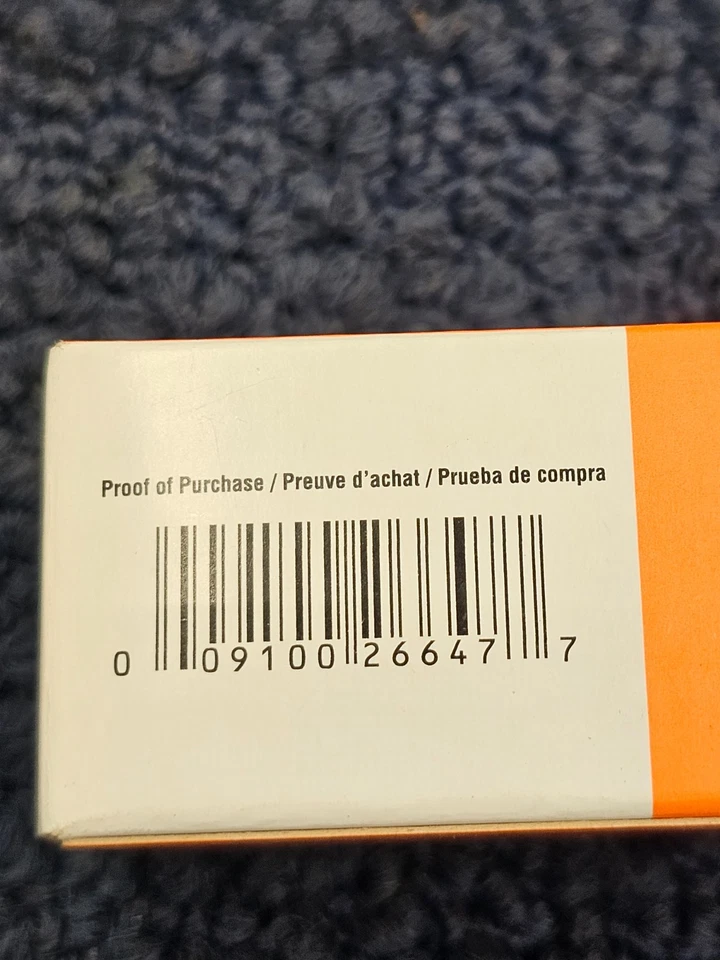 Proof of Purchase / Preuve d'achat / Prueba de compra
0 09100 26647 7